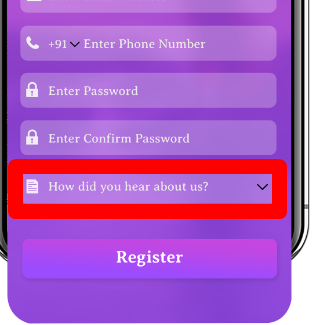 +91 Enter Phone Number
Enter Password
Enter Confirm Password
How did you hear about us?
Register